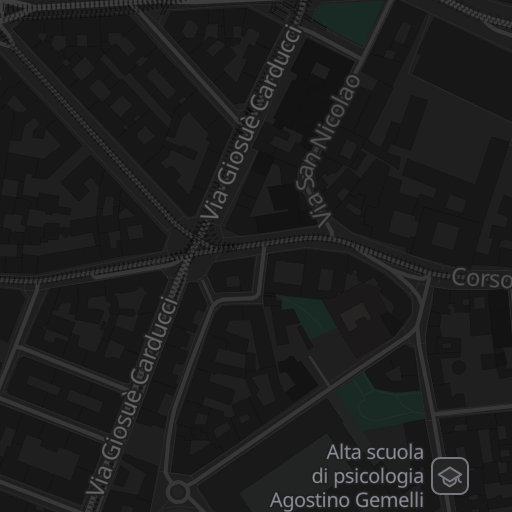 Via Giosuè Carducci
Via San Nicolao
Corso
Via Giosuè Carducci
Alta scuola
di psicologia
Agostino Gemelli